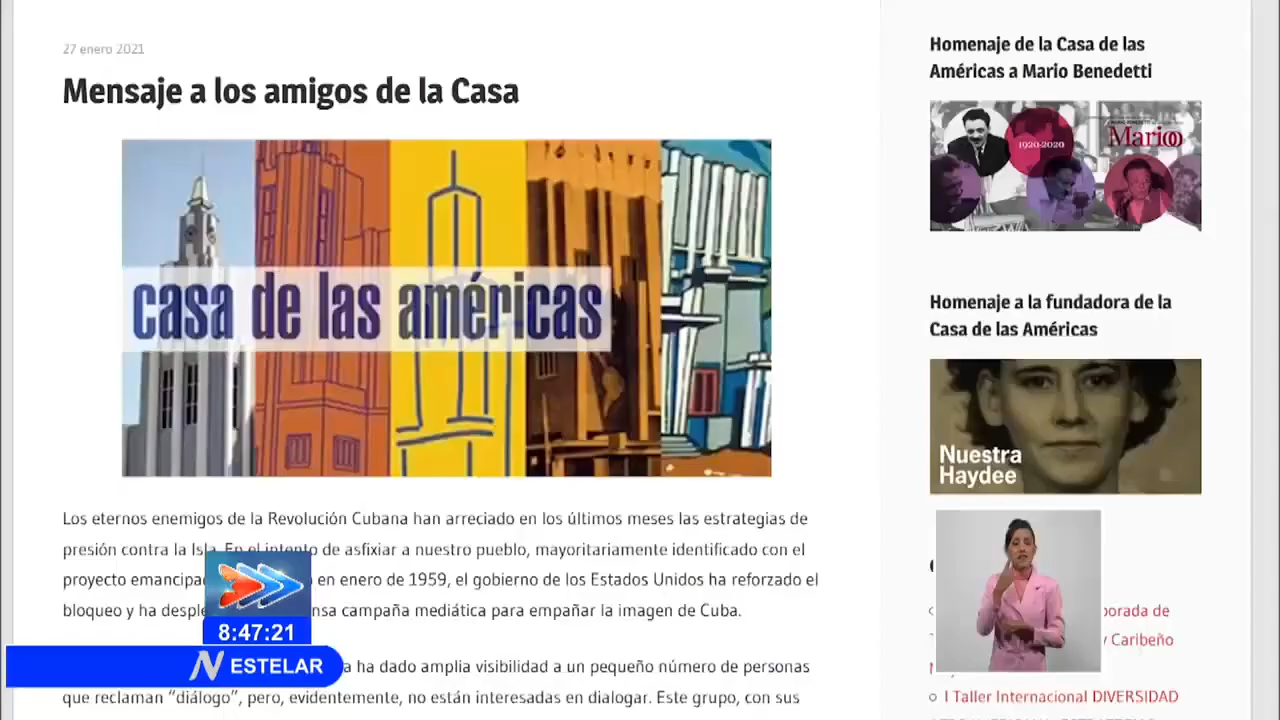 27 enero 2021
Mensaje a los amigos de la Casa
casa de las américas
Los eternos enemigos de la Revolución Cubana han arreciado en los últimos meses las estrategias de
presión contra la Isla. En el intento de asfixiar a nuestro pueblo, mayoritariamente identificado con el
proyecto en enero de 1959, el gobierno de los Estados Unidos ha reforzado el
bloqueo y ha campaña mediática para empañar la imagen de Cuba.
a ha dado amplia visibilidad a un pequeño número de personas
que reclaman “diálogo”, pero, evidentemente, no están interesadas en dialogar. Este grupo, con sus
8:47:21
N ESTELAR
Homenaje de la Casa de las
Américas a Mario Benedetti
1920-2020
Mario
Homenaje a la fundadora de la
Casa de las Américas
Nuestra
Haydee
porada de
y Caribeño
I Taller Internacional DIVERSIDAD